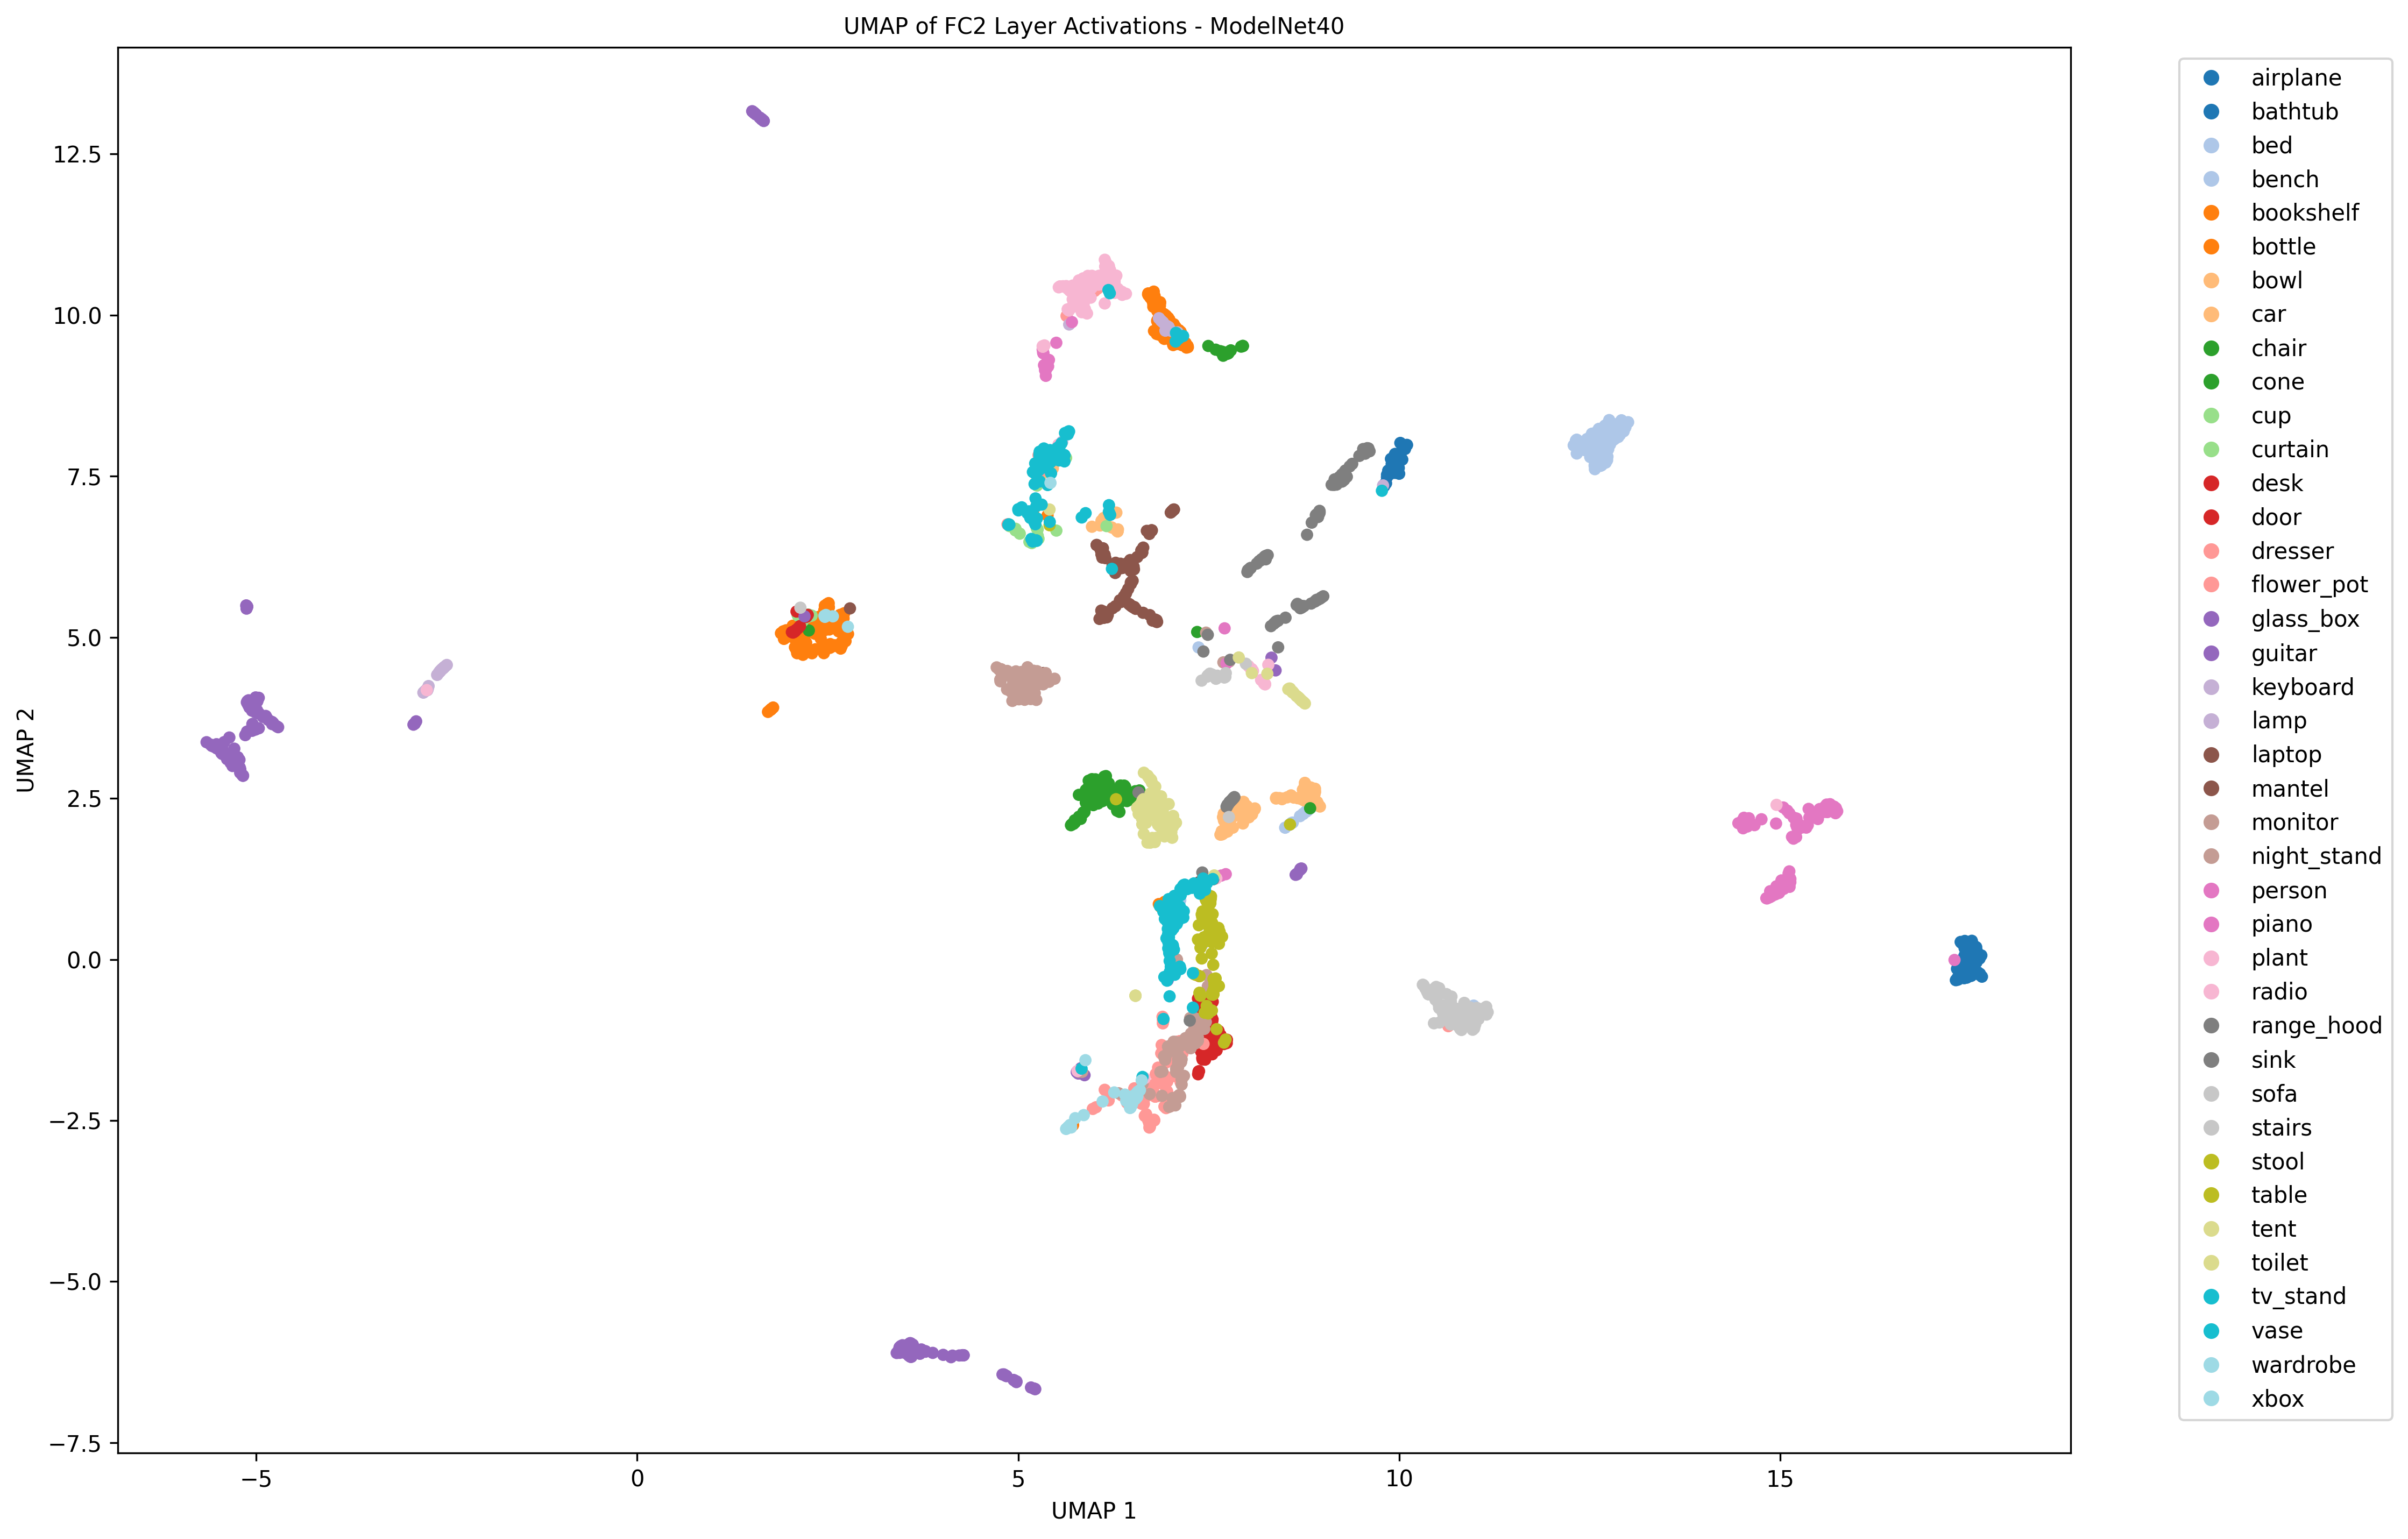 UMAP of FC2 Layer Activations - ModelNet40
UMAP 2
12.5
10.0
7.5
5.0
2.5
0.0
−2.5
−5.0
−7.5
−5
0
5
10
15
UMAP 1
airplane
bathtub
bed
bench
bookshelf
bottle
bowl
car
chair
cone
cup
curtain
desk
door
dresser
flower_pot
glass_box
guitar
keyboard
lamp
laptop
mantel
monitor
night_stand
person
piano
plant
radio
range_hood
sink
sofa
stairs
stool
table
tent
toilet
tv_stand
vase
wardrobe
xbox